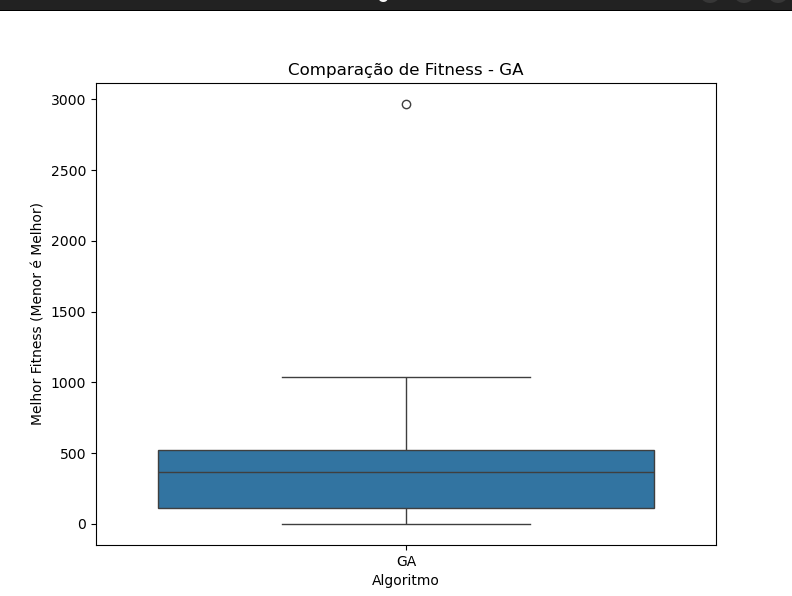 Comparação de Fitness - GA
3000
2500
2000
1500
1000
500
0
Melhor Fitness (Menor é Melhor)
GA
Algoritmo